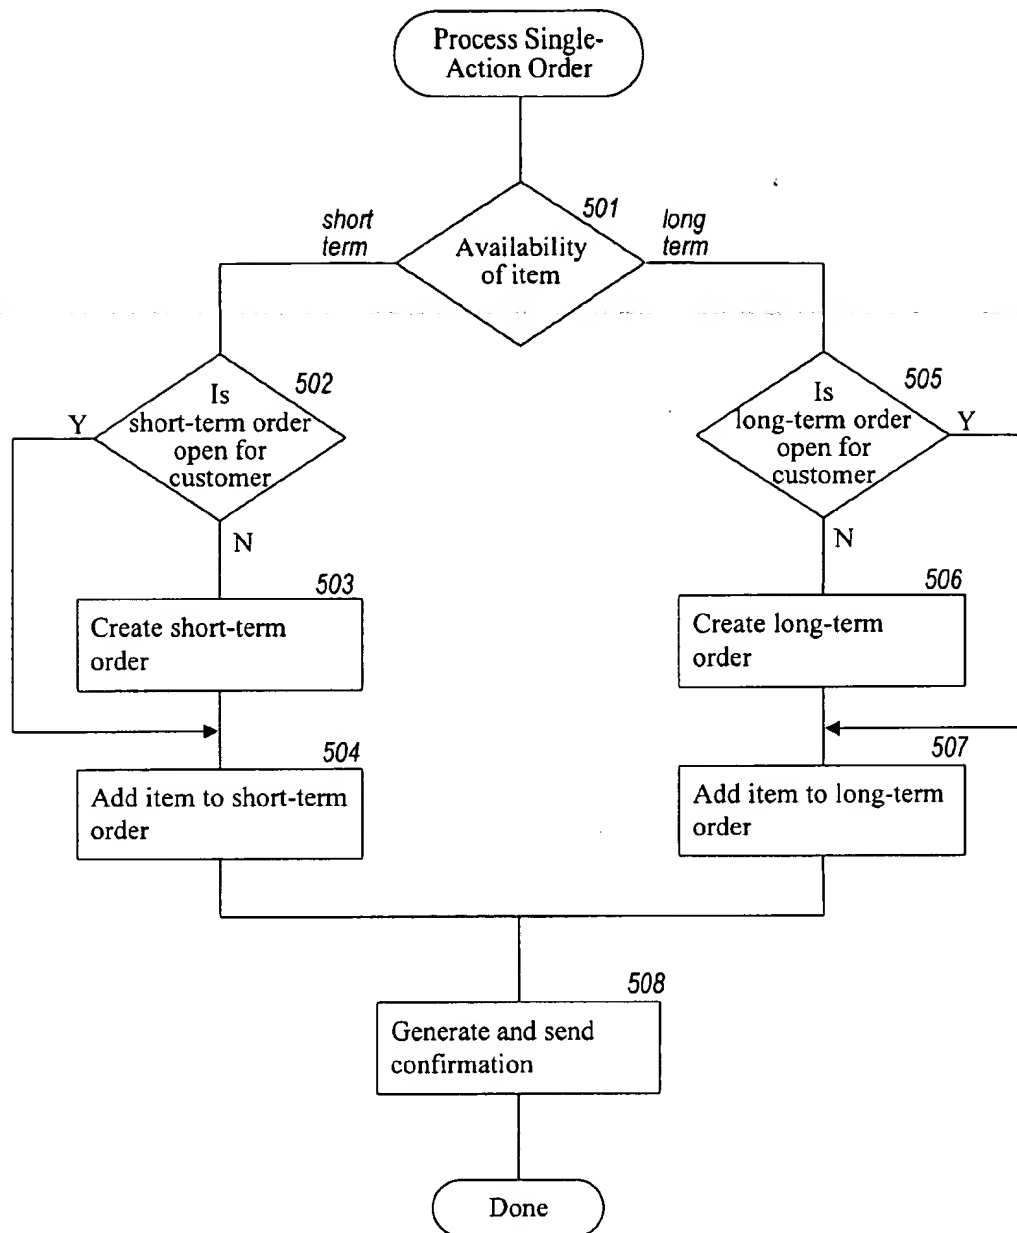 Process Single-
Action Order
501
short
term
Availability
of item
long
term
502
Y
Is
short-term order
open for
customer
N
505
Is
long-term order
open for
customer
Y
N
503
Create short-term
order
506
Create long-term
order
504
Add item to short-term
order
507
Add item to long-term
order
508
Generate and send
confirmation
Done